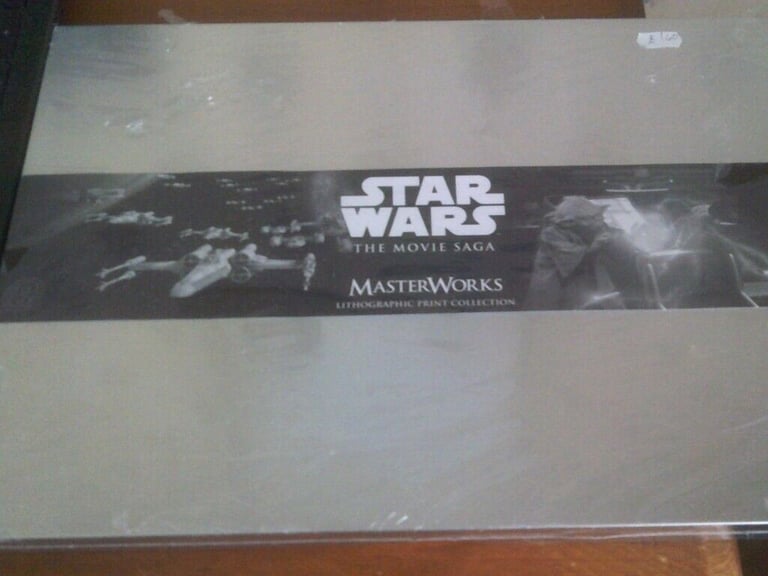 STAR
WARS
THE MOVIE SAGA
MASTERWORKS
LITHOGRAPHIC PRINT COLLECTION